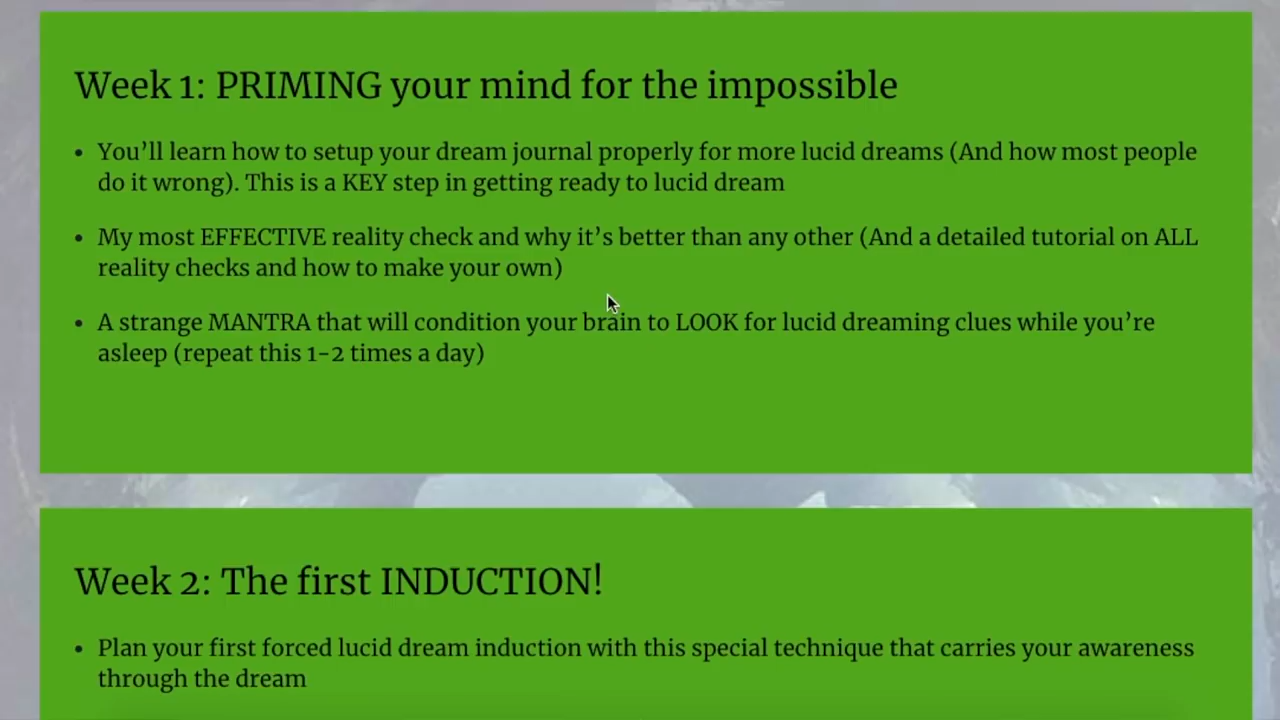 Week 1: PRIMING your mind for the impossible
• You’ll learn how to setup your dream journal properly for more lucid dreams (And how most people
do it wrong). This is a KEY step in getting ready to lucid dream
• My most EFFECTIVE reality check and why it’s better than any other (And a detailed tutorial on ALL
reality checks and how to make your own)
• A strange MANTRA that will condition your brain to LOOK for lucid dreaming clues while you’re
asleep (repeat this 1-2 times a day)
Week 2: The first INDUCTION!
• Plan your first forced lucid dream induction with this special technique that carries your awareness
through the dream